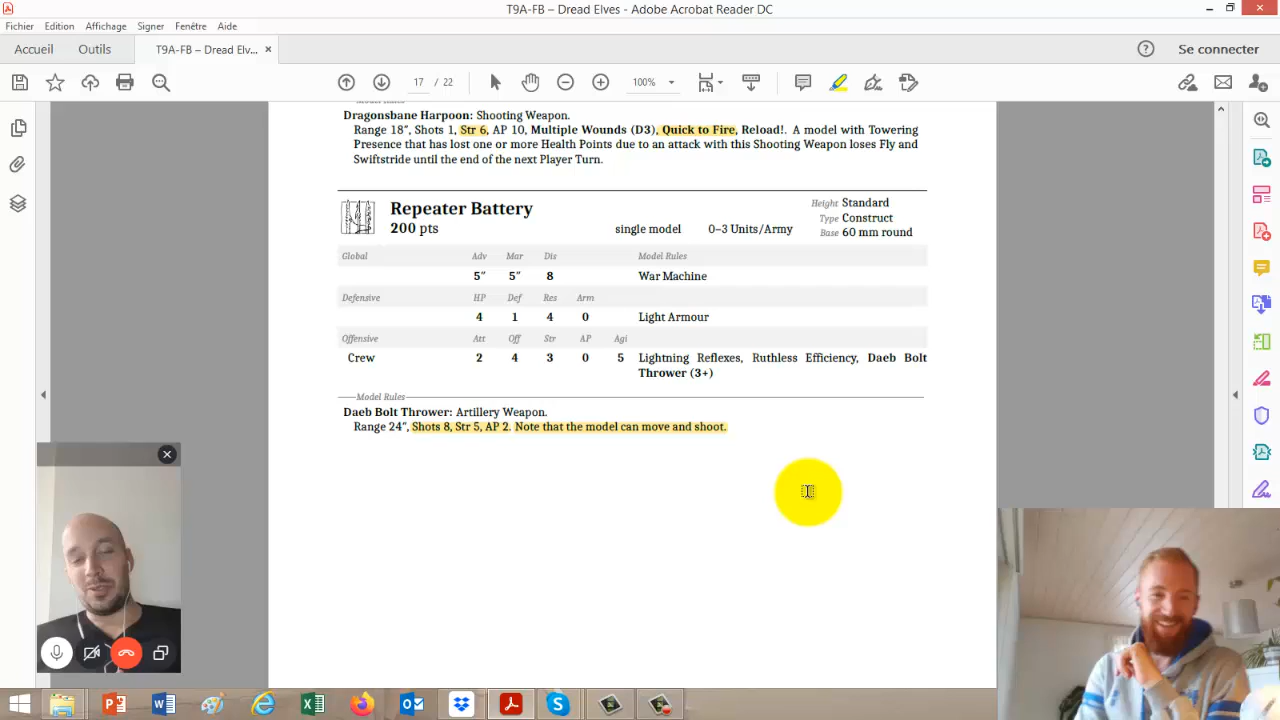 T9A-FB – Dread Elves - Adobe Acrobat Reader DC
Fichier Edition Affichage Signer Fenêtre Aide
Accueil Outils T9A-FB – Dread Elv... × Se connecter
17 / 22 100%
Model Rules
Dragonsbane Harpoon: Shooting Weapon.
Range 18″, Shots 1, Str 6, AP 10, Multiple Wounds (D3), Quick to Fire, Reload!. A model with Towering
Presence that has lost one or more Health Points due to an attack with this Shooting Weapon loses Fly and
Swiftstride until the end of the next Player Turn.
Repeater Battery
200 pts single model 0–3 Units/Army
Height Standard
Type Construct
Base 60 mm round
Global Adv Mar Dis Model Rules
5″ 5″ 8 War Machine
Defensive HP Def Res Arm
4 1 4 0 Light Armour
Offensive Att Off Str AP Agi
Crew 2 4 3 0 5 Lightning Reflexes, Ruthless Efficiency, Daeb Bolt
Thrower (3+)
Model Rules
Daeb Bolt Thrower: Artillery Weapon.
Range 24″, Shots 8, Str 5, AP 2. Note that the model can move and shoot.